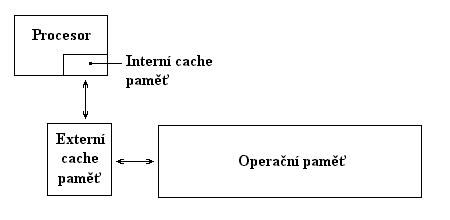 Procesor
Interní cache
paměť
Externí
cache
paměť
Operační paměť